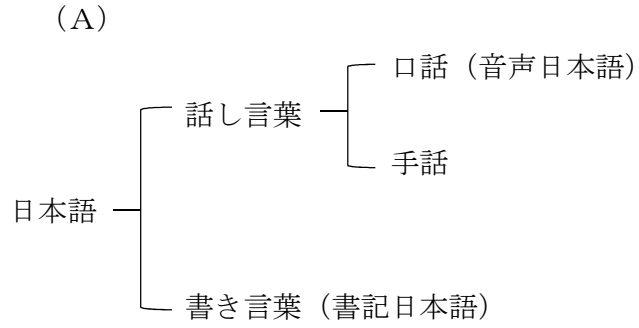 （A）
口話（音声日本語）
話し言葉
手話
日本語
書き言葉（書記日本語）